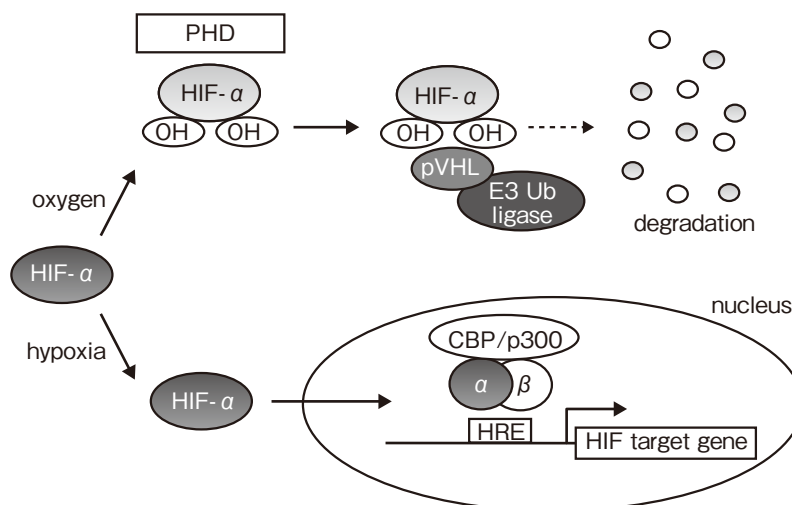 PHD
HIF- α
OH OH
HIF- α
OH OH
pVHL
E3 Ub
ligase
degradation
oxygen
HIF- α
hypoxia
HIF- α
nucleus
CBP/p300
α β
HRE
HIF target gene